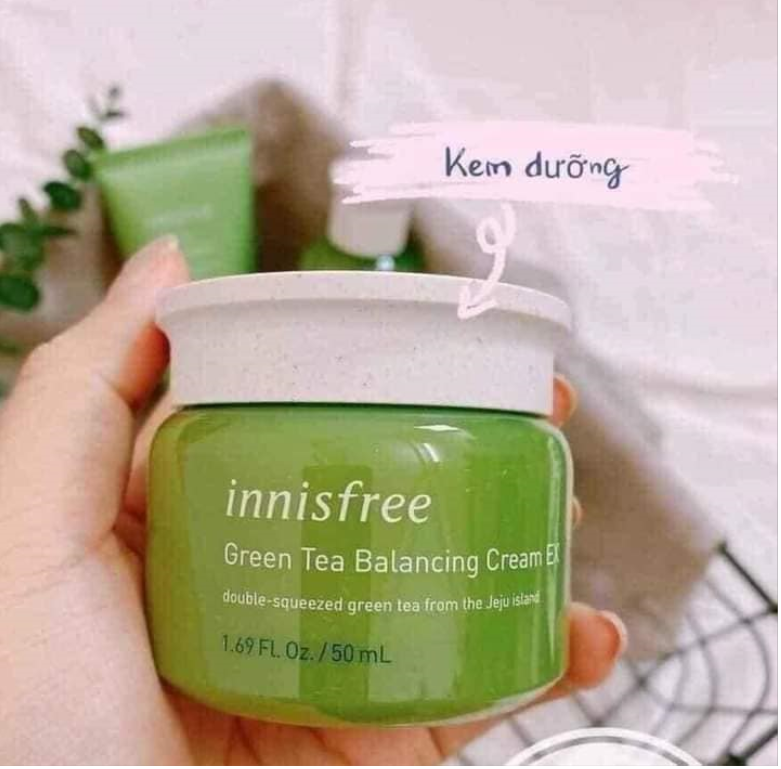 Kem dưỡng
innisfree
Green Tea Balancing Cream EX
double-squeezed green tea from the Jeju island
1.69 FL. Oz. / 50 mL